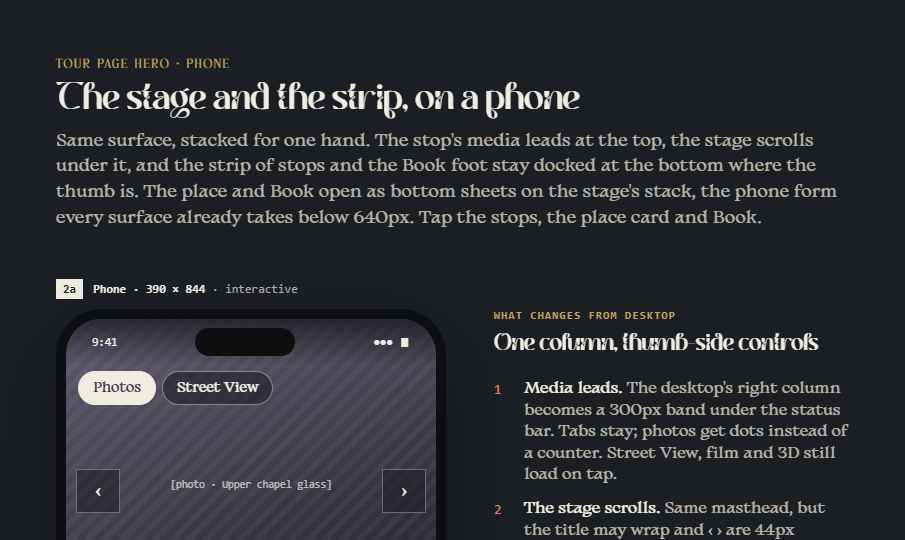 TOUR PAGE HERO · PHONE
The stage and the strip, on a phone
Same surface, stacked for one hand. The stop's media leads at the top, the stage scrolls
under it, and the strip of stops and the Book foot stay docked at the bottom where the
thumb is. The place and Book open as bottom sheets on the stage's stack, the phone form
every surface already takes below 640px. Tap the stops, the place card and Book.
2a Phone · 390 × 844 · interactive
9:41
Photos
Street View
‹
[photo · Upper chapel glass]
›
WHAT CHANGES FROM DESKTOP
One column, thumb-side controls
1 Media leads. The desktop's right column
becomes a 300px band under the status
bar. Tabs stay; photos get dots instead of
a counter. Street View, film and 3D still
load on tap.
2 The stage scrolls. Same masthead, but
the title may wrap and ‹ › are 44px